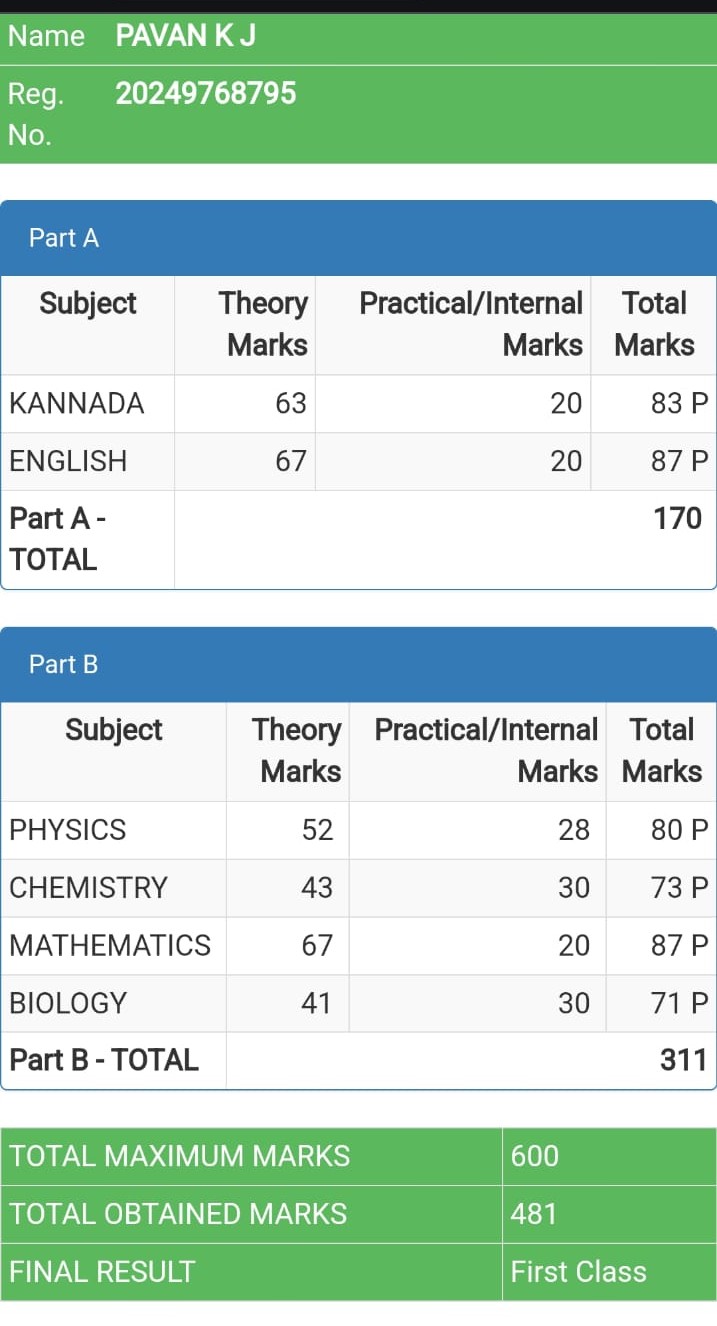 Name PAVAN K J
Reg. 20249768795
No.
Part A
Subject Theory Practical/Internal Total
Marks Marks Marks
KANNADA 63 20 83 P
ENGLISH 67 20 87 P
Part A - 170
TOTAL
Part B
Subject Theory Practical/Internal Total
Marks Marks Marks
PHYSICS 52 28 80 P
CHEMISTRY 43 30 73 P
MATHEMATICS 67 20 87 P
BIOLOGY 41 30 71 P
Part B - TOTAL 311
TOTAL MAXIMUM MARKS 600
TOTAL OBTAINED MARKS 481
FINAL RESULT First Class